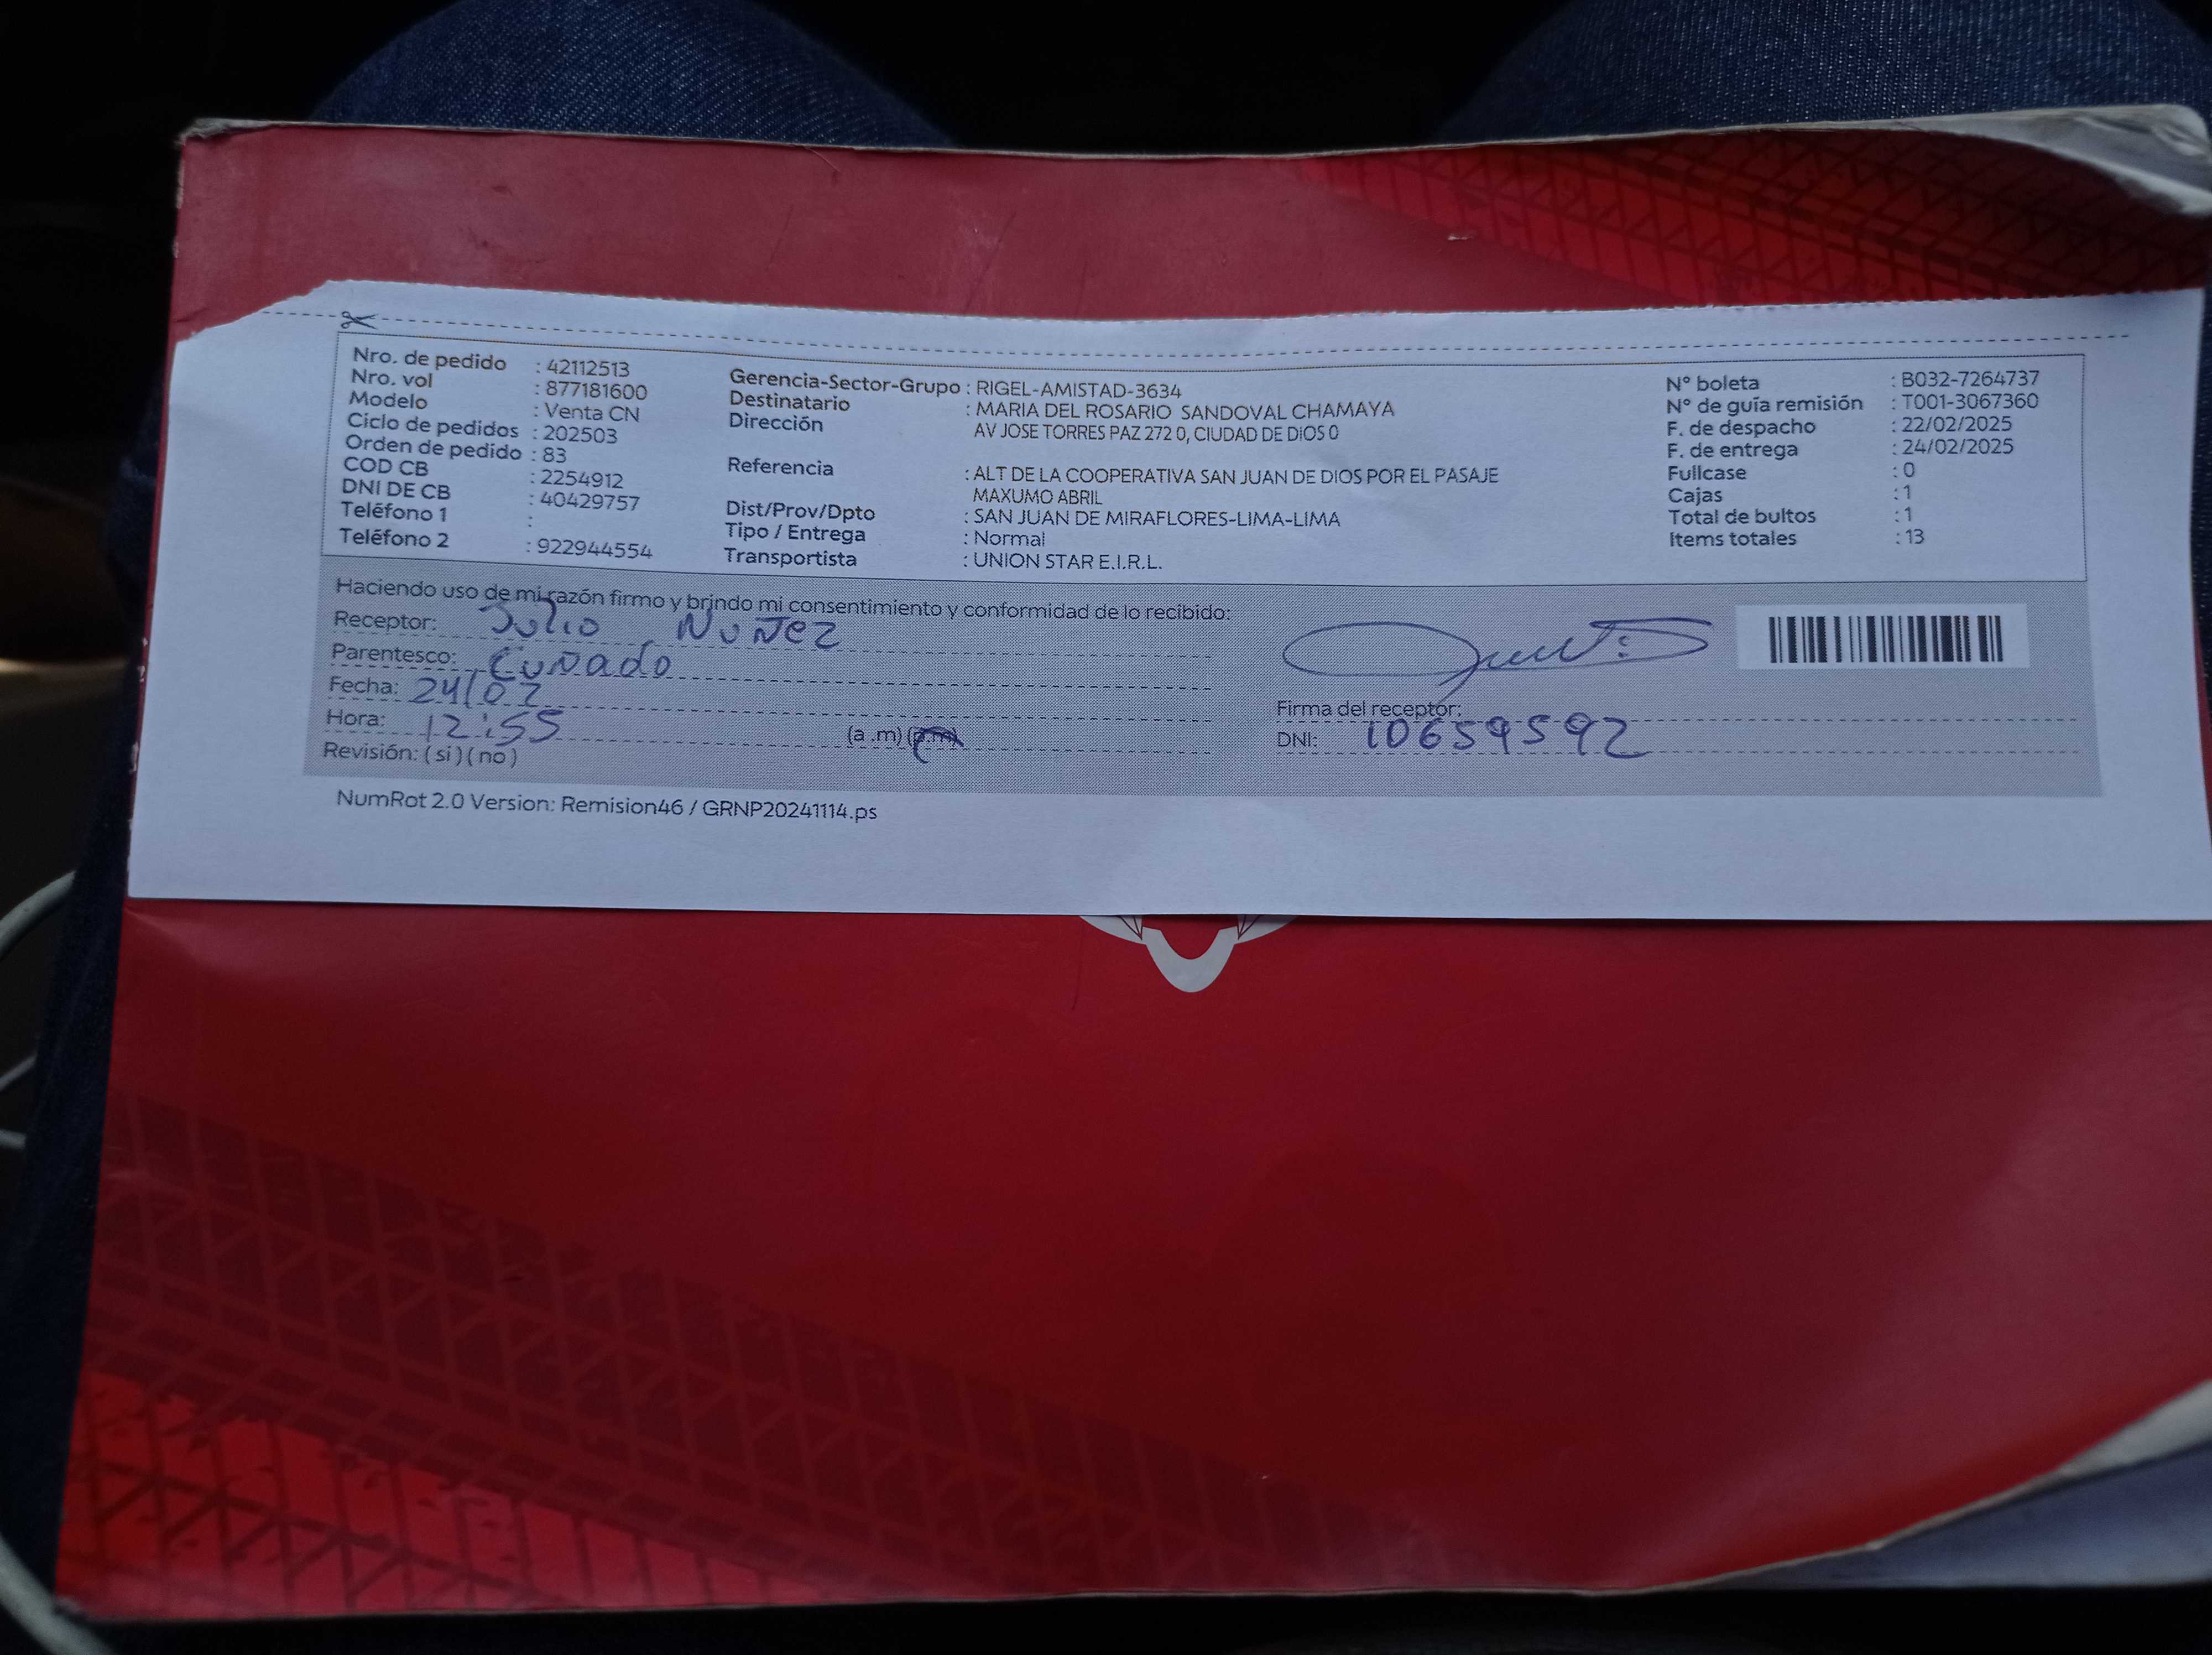 Nro. de pedido : 42112513
Nro. vol : 877181600
Modelo : Venta CN
Ciclo de pedidos : 202503
Orden de pedido : 83
COD CB : 2254912
DNI DE CB : 40429757
Teléfono 1 :
Teléfono 2 : 922944554
Gerencia-Sector-Grupo : RIGEL-AMISTAD-3634
Destinatario : MARIA DEL ROSARIO SANDOVAL CHAMAYA
Dirección AV JOSE TORRES PAZ 272 0, CIUDAD DE DIOS 0
Referencia : ALT DE LA COOPERATIVA SAN JUAN DE DIOS POR EL PASAJE
MAXUMO ABRIL
Dist/Prov/Dpto : SAN JUAN DE MIRAFLORES-LIMA-LIMA
Tipo / Entrega : Normal
Transportista : UNION STAR E.I.R.L.
N° boleta : B032-7264737
N° de guía remisión : T001-3067360
F. de despacho : 22/02/2025
F. de entrega : 24/02/2025
Fullcase : 0
Cajas : 1
Total de bultos : 1
Items totales : 13
Haciendo uso de mi razón firmo y brindo mi consentimiento y conformidad de lo recibido:
Receptor: Julio Nuñez
Parentesco: Cuñado
Fecha: 24/02
Hora: 12:55 (a .m) (p.m)
Revisión: ( si ) ( no )
Firma del receptor:
DNI: 10659592
NumRot 2.0 Version: Remision46 / GRNP20241114.ps